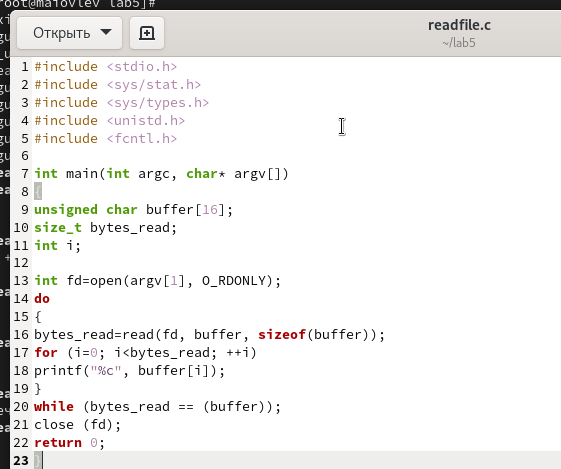 root@maiovlev lab5]#
Открыть
readfile.c
~/lab5
1 #include <stdio.h>
2 #include <sys/stat.h>
3 #include <sys/types.h>
4 #include <unistd.h>
5 #include <fcntl.h>
6
7 int main(int argc, char* argv[])
8 {
9 unsigned char buffer[16];
10 size_t bytes_read;
11 int i;
12
13 int fd=open(argv[1], O_RDONLY);
14 do
15 {
16 bytes_read=read(fd, buffer, sizeof(buffer));
17 for (i=0; i<bytes_read; ++i)
18 printf("%c", buffer[i]);
19 }
20 while (bytes_read == (buffer));
21 close (fd);
22 return 0;
23 }